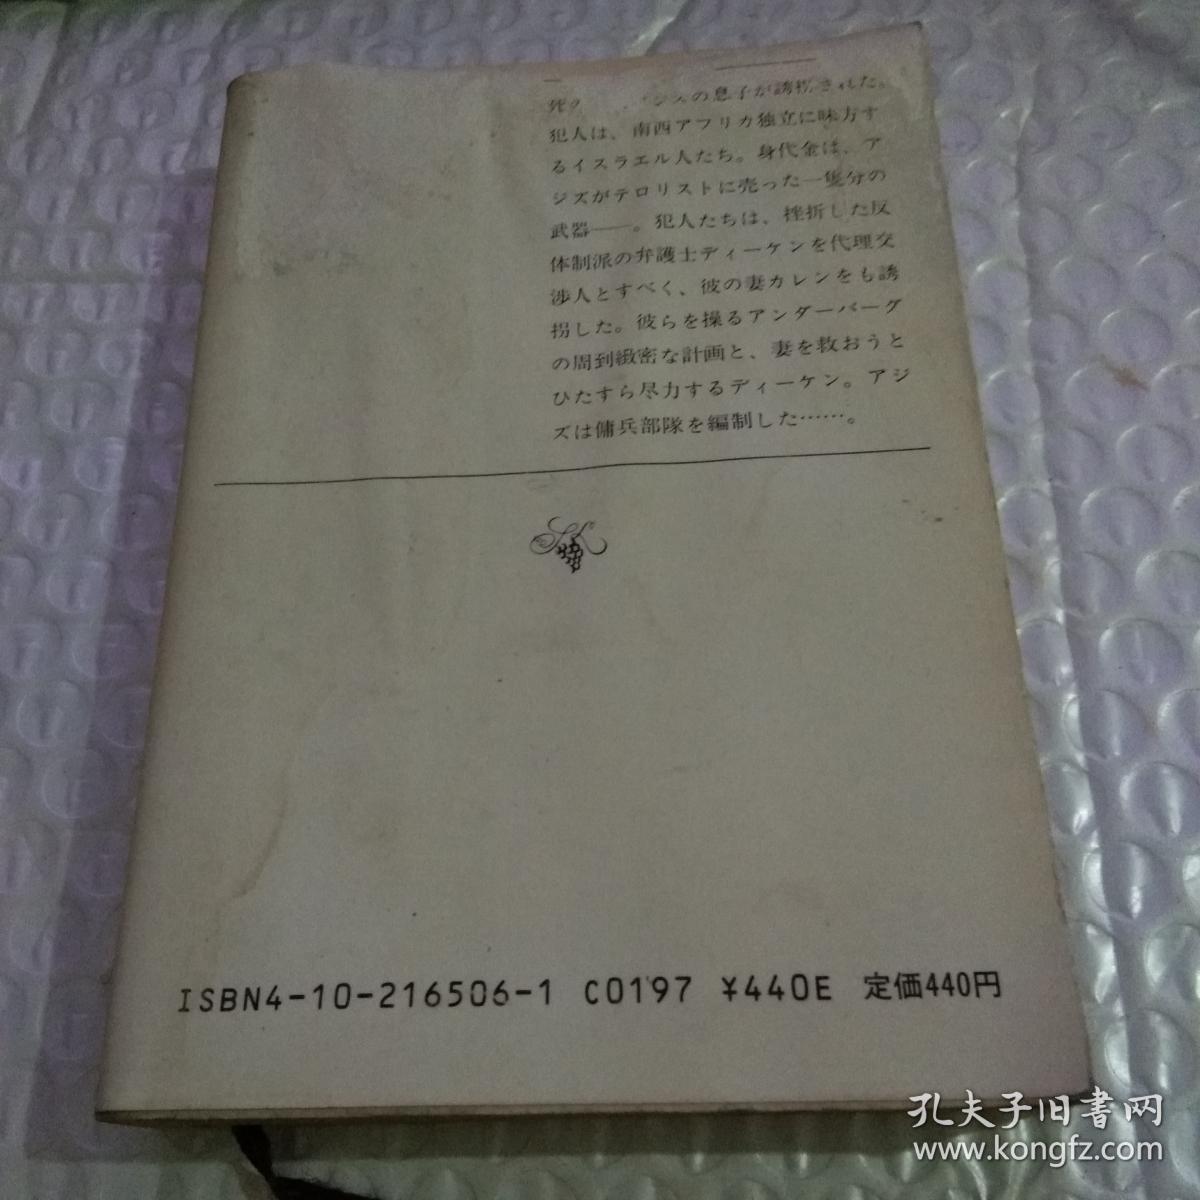 死の ジズの息子が誘拐された。
犯人は、南西アフリカ独立に味方す
るイスラエル人たち。身代金は、ア
ジズがテロリストに売った一隻分の
武器――。犯人たちは、挫折した反
体制派の弁護士ディーケンを代理交
渉人とすべく、彼の妻カレンをも誘
拐した。彼らを操るアンダーバーグ
の周到緻密な計画と、妻を救おうと
ひたすら尽力するディーケン。アジ
ズは傭兵部隊を編制した……。
ISBN4-10-216506-1 C0197 ¥440E 定価440円
孔夫子旧書网
www.kongfz.com